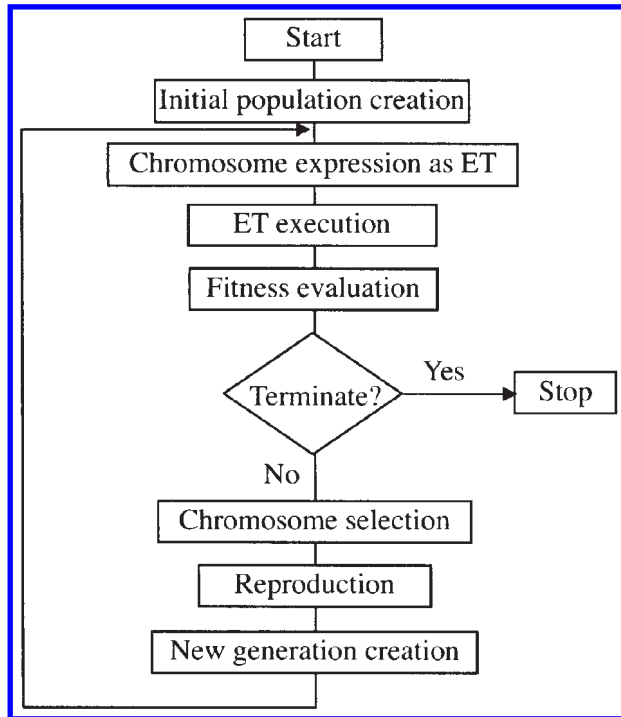 Start
Initial population creation
Chromosome expression as ET
ET execution
Fitness evaluation
Terminate?
Yes
Stop
No
Chromosome selection
Reproduction
New generation creation